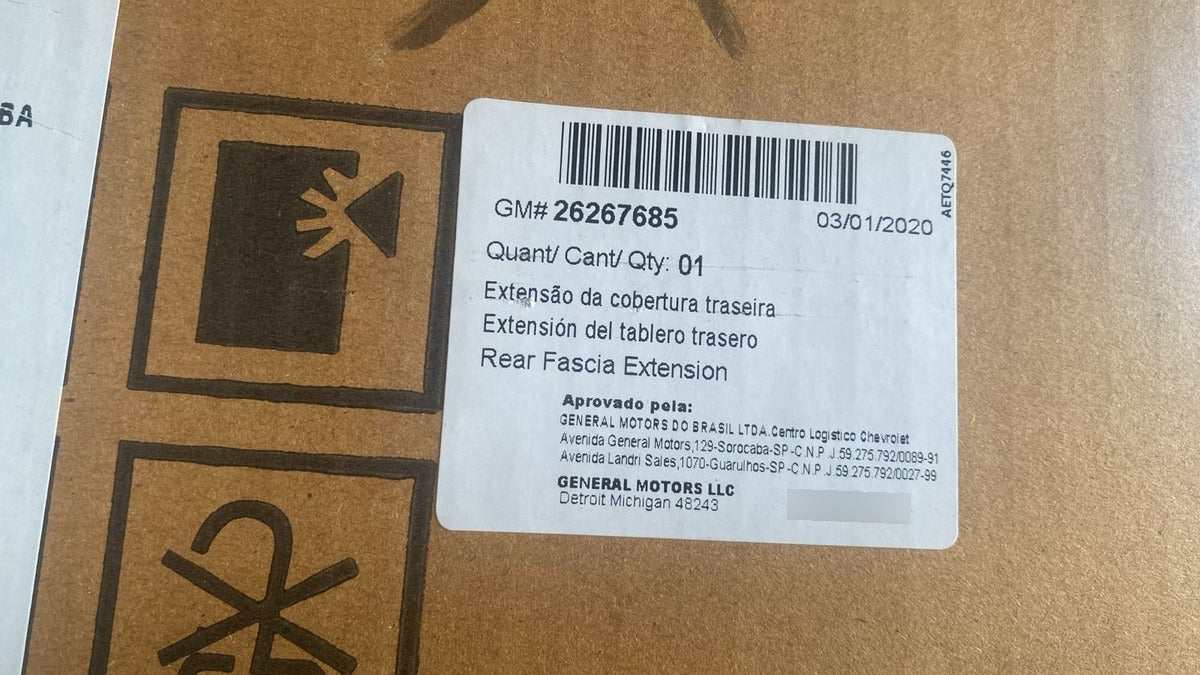 6A
GM# 26267685
03/01/2020
AETQ7446
Quant/ Cant/ Qty: 01
Extensão da cobertura traseira
Extensión del tablero trasero
Rear Fascia Extension
Aprovado pela:
GENERAL MOTORS DO BRASIL LTDA.Centro Logistico Chevrolet
Avenida General Motors,129-Sorocaba-SP-C.N.P.J.59.275.792/0089-91
Avenida Landri Sales,1070-Guarulhos-SP-C.N.P.J.59.275.792/0027-99
GENERAL MOTORS LLC
Detroit Michigan 48243